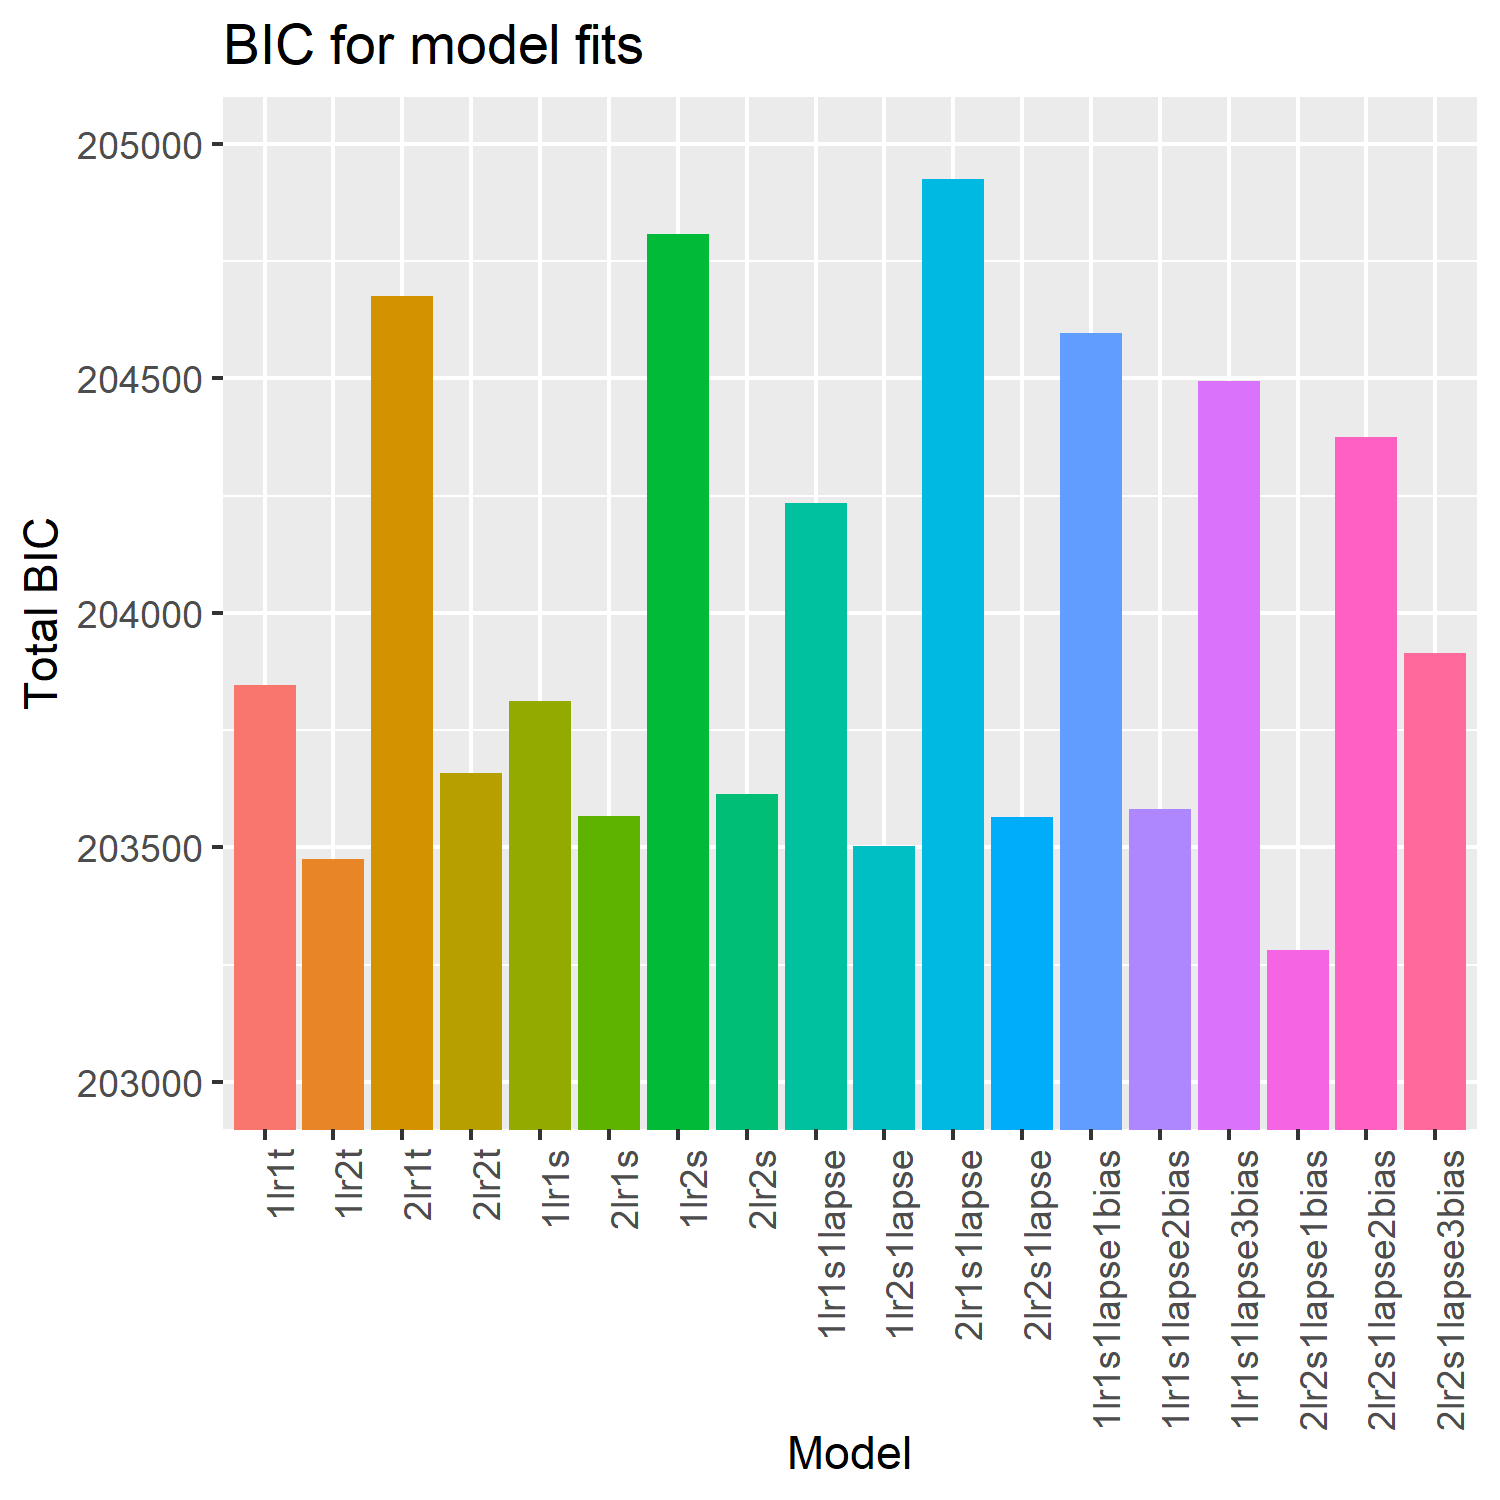 BIC for model fits
205000
204500
204000
203500
203000
Total BIC
1lr1t
1lr2t
2lr1t
2lr2t
1lr1s
2lr1s
1lr2s
2lr2s
1lr1s1lapse
1lr2s1lapse
2lr1s1lapse
2lr2s1lapse
1lr1s1lapse1bias
1lr1s1lapse2bias
1lr1s1lapse3bias
2lr2s1lapse1bias
2lr2s1lapse2bias
2lr2s1lapse3bias
Model